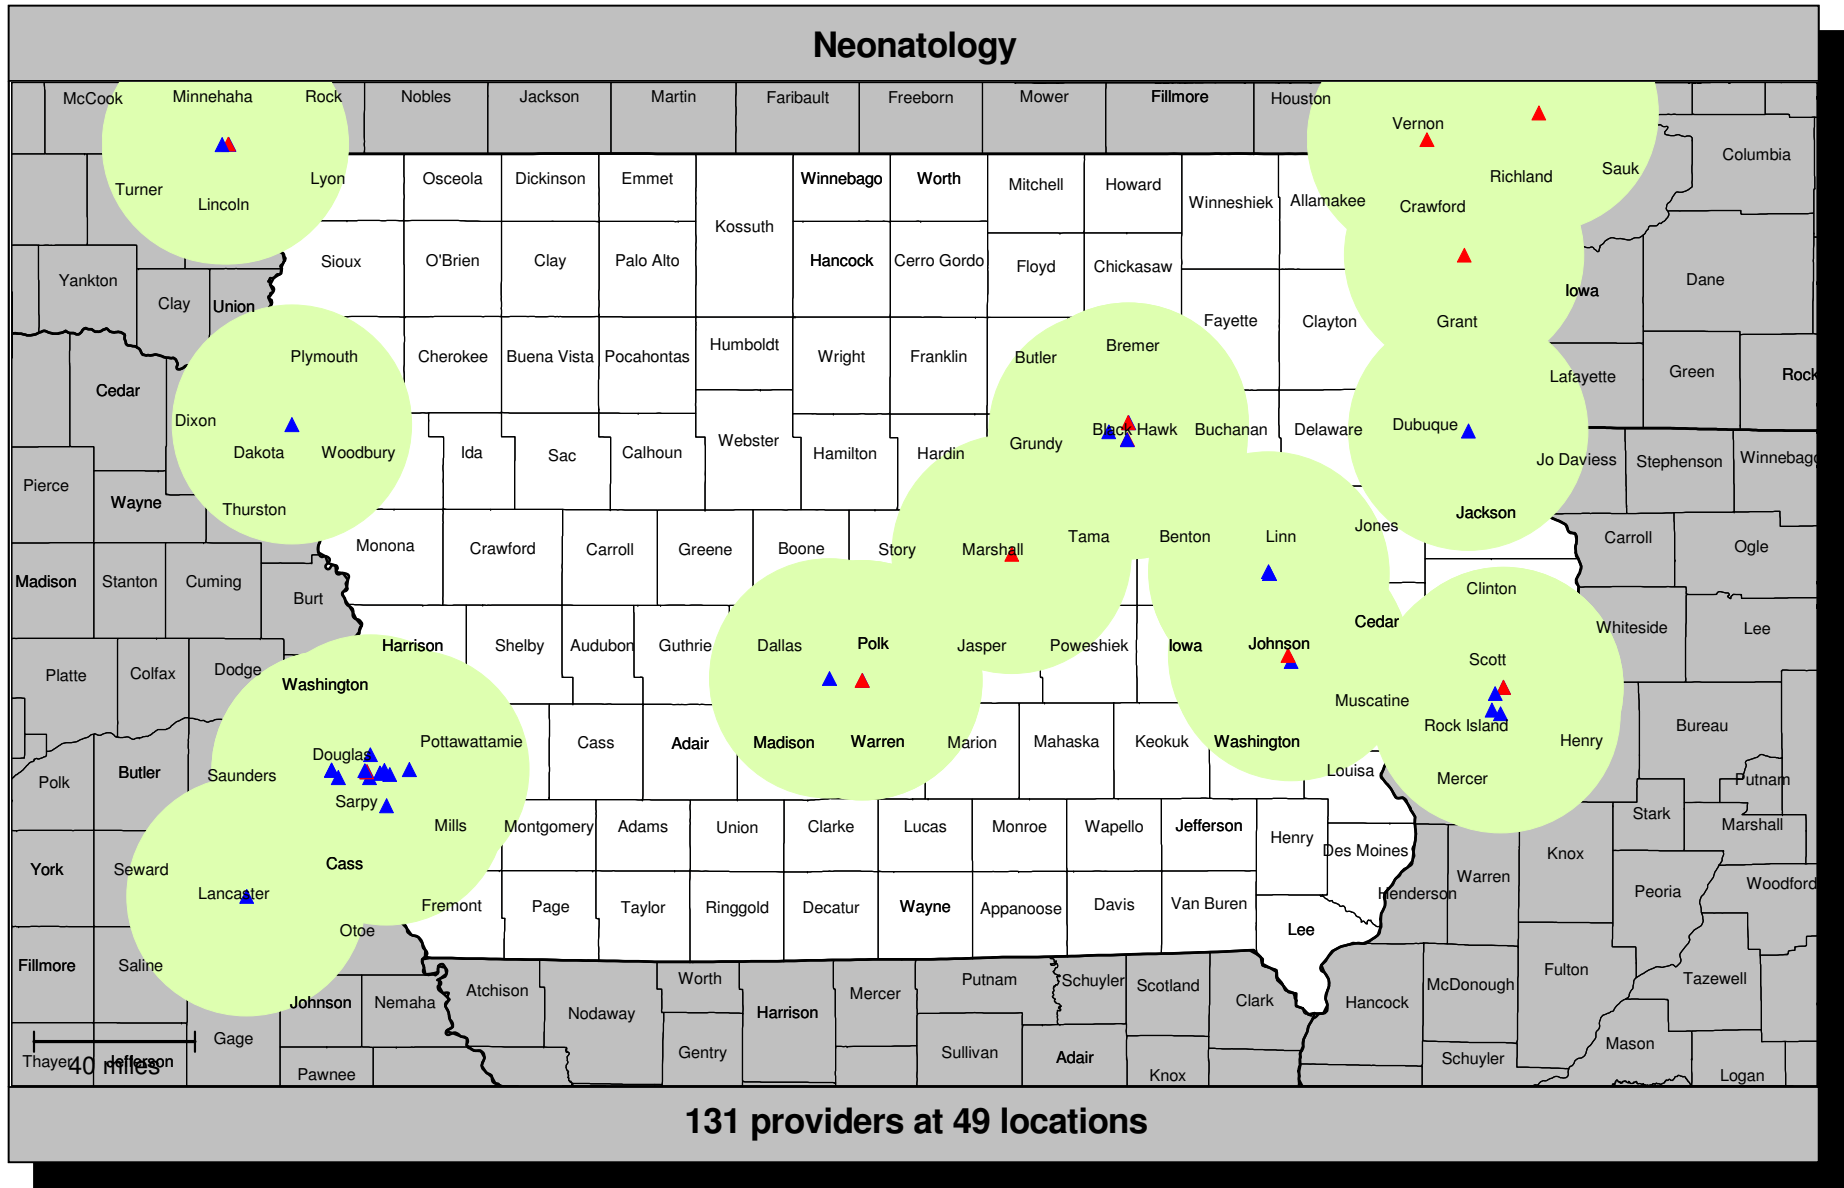 Neonatology
McCook Minnehaha Rock Nobles Jackson Martin Faribault Freeborn Mower Fillmore Houston
Vernon
Columbia
Turner Lyon Osceola Dickinson Emmet Winnebago Worth Mitchell Howard Richland Sauk
Lincoln Kossuth Winneshiek Allamakee Crawford
Yankton Sioux O'Brien Clay Palo Alto Hancock Cerro Gordo Floyd Chickasaw Dane
Clay Union Iowa
Fayette Clayton Grant
Cedar Plymouth Cherokee Buena Vista Pocahontas Humboldt Wright Franklin Butler Bremer Lafayette Green Rock
Dixon Black Hawk Buchanan Delaware Dubuque
Dakota Woodbury Ida Sac Calhoun Webster Hamilton Hardin Grundy Jo Daviess Stephenson Winnebago
Pierce
Wayne Thurston Jackson
Monona Crawford Carroll Greene Boone Story Marshall Tama Benton Linn Jones Carroll Ogle
Madison Stanton Cuming Clinton
Burt
Cedar Whiteside Lee
Harrison Shelby Audubon Guthrie Dallas Polk Jasper Poweshiek Iowa Johnson Scott
Platte Colfax Dodge
Washington Muscatine
Rock Island Bureau
Douglas Pottawattamie Cass Adair Madison Warren Marion Mahaska Keokuk Washington Henry
Polk Butler Saunders Louisa Mercer Putnam
Sarpy
Mills Montgomery Adams Union Clarke Lucas Monroe Wapello Jefferson Henry Stark Marshall
Cass Des Moines Knox
York Seward Warren Peoria Woodford
Lancaster Henderson
Fremont Page Taylor Ringgold Decatur Wayne Appanoose Davis Van Buren
Otoe Lee
Fillmore Saline Fulton
Johnson Nemaha Atchison Worth Mercer Putnam Schuyler Scotland Clark Hancock McDonough Tazewell
Nodaway Harrison
Gage Mason
Thayer Jefferson Gentry Sullivan Adair Schuyler
40 miles
Pawnee Knox Logan
131 providers at 49 locations